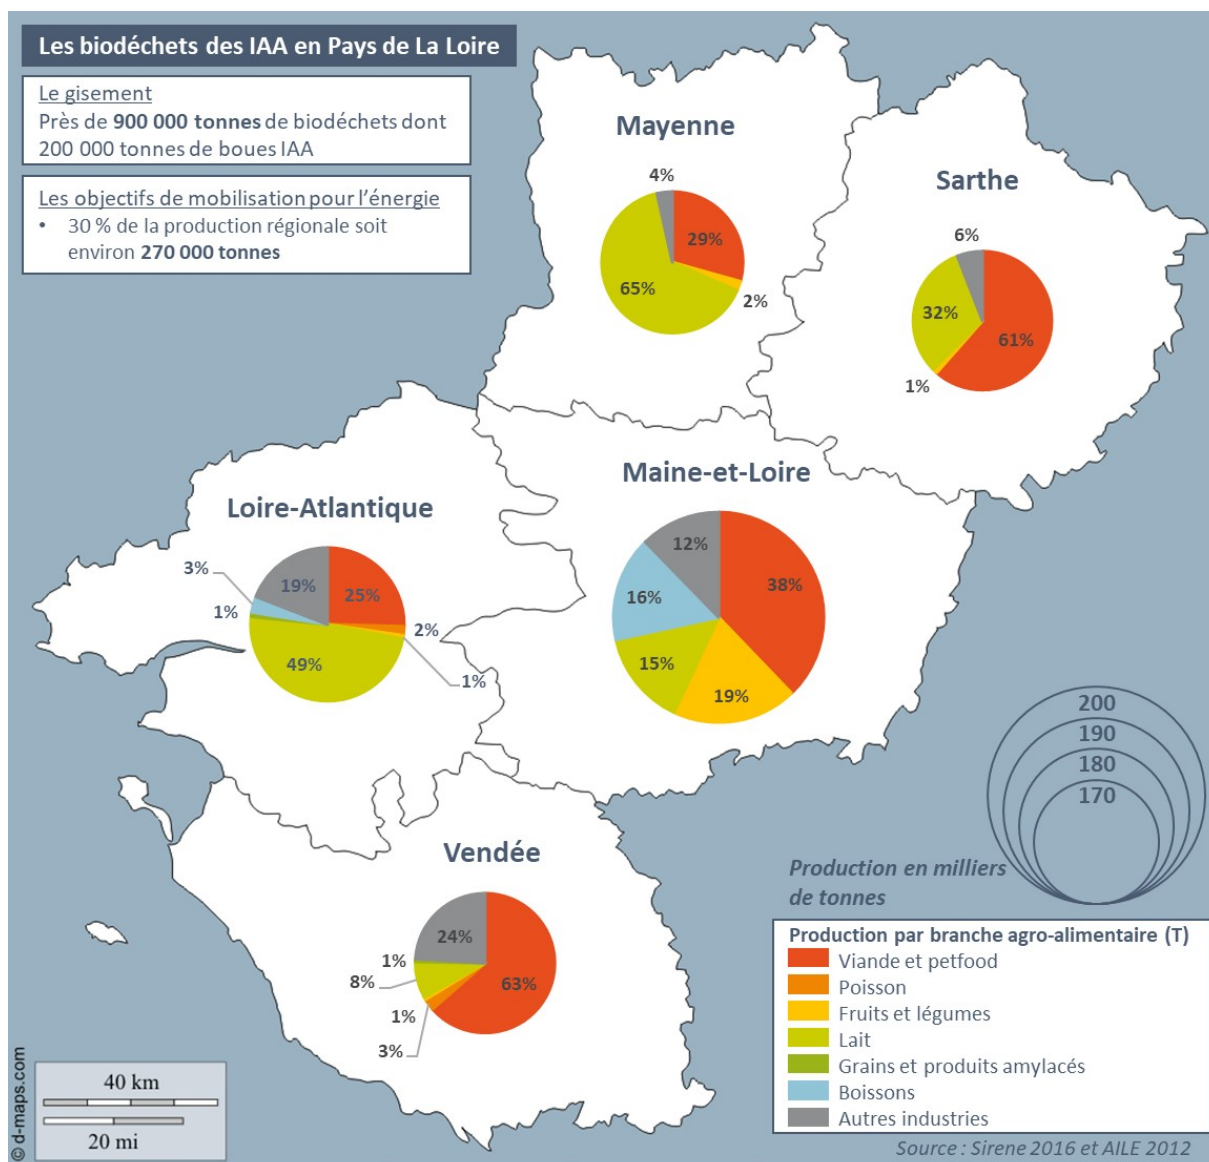 Les biodéchets des IAA en Pays de La Loire
Le gisement
Près de 900 000 tonnes de biodéchets dont
200 000 tonnes de boues IAA
Les objectifs de mobilisation pour l'énergie
• 30 % de la production régionale soit
environ 270 000 tonnes
Mayenne
4%
29%
65%
2%
Sarthe
6%
32%
61%
1%
Maine-et-Loire
12%
38%
16%
15%
19%
Loire-Atlantique
3%
19%
25%
1%
2%
49%
1%
Vendée
24%
1%
63%
8%
1%
3%
200
190
180
170
Production en milliers
de tonnes
Production par branche agro-alimentaire (T)
Viande et petfood
Poisson
Fruits et légumes
Lait
Grains et produits amylacés
Boissons
Autres industries
Source : Sirene 2016 et AILE 2012
40 km
20 mi
© d-maps.com